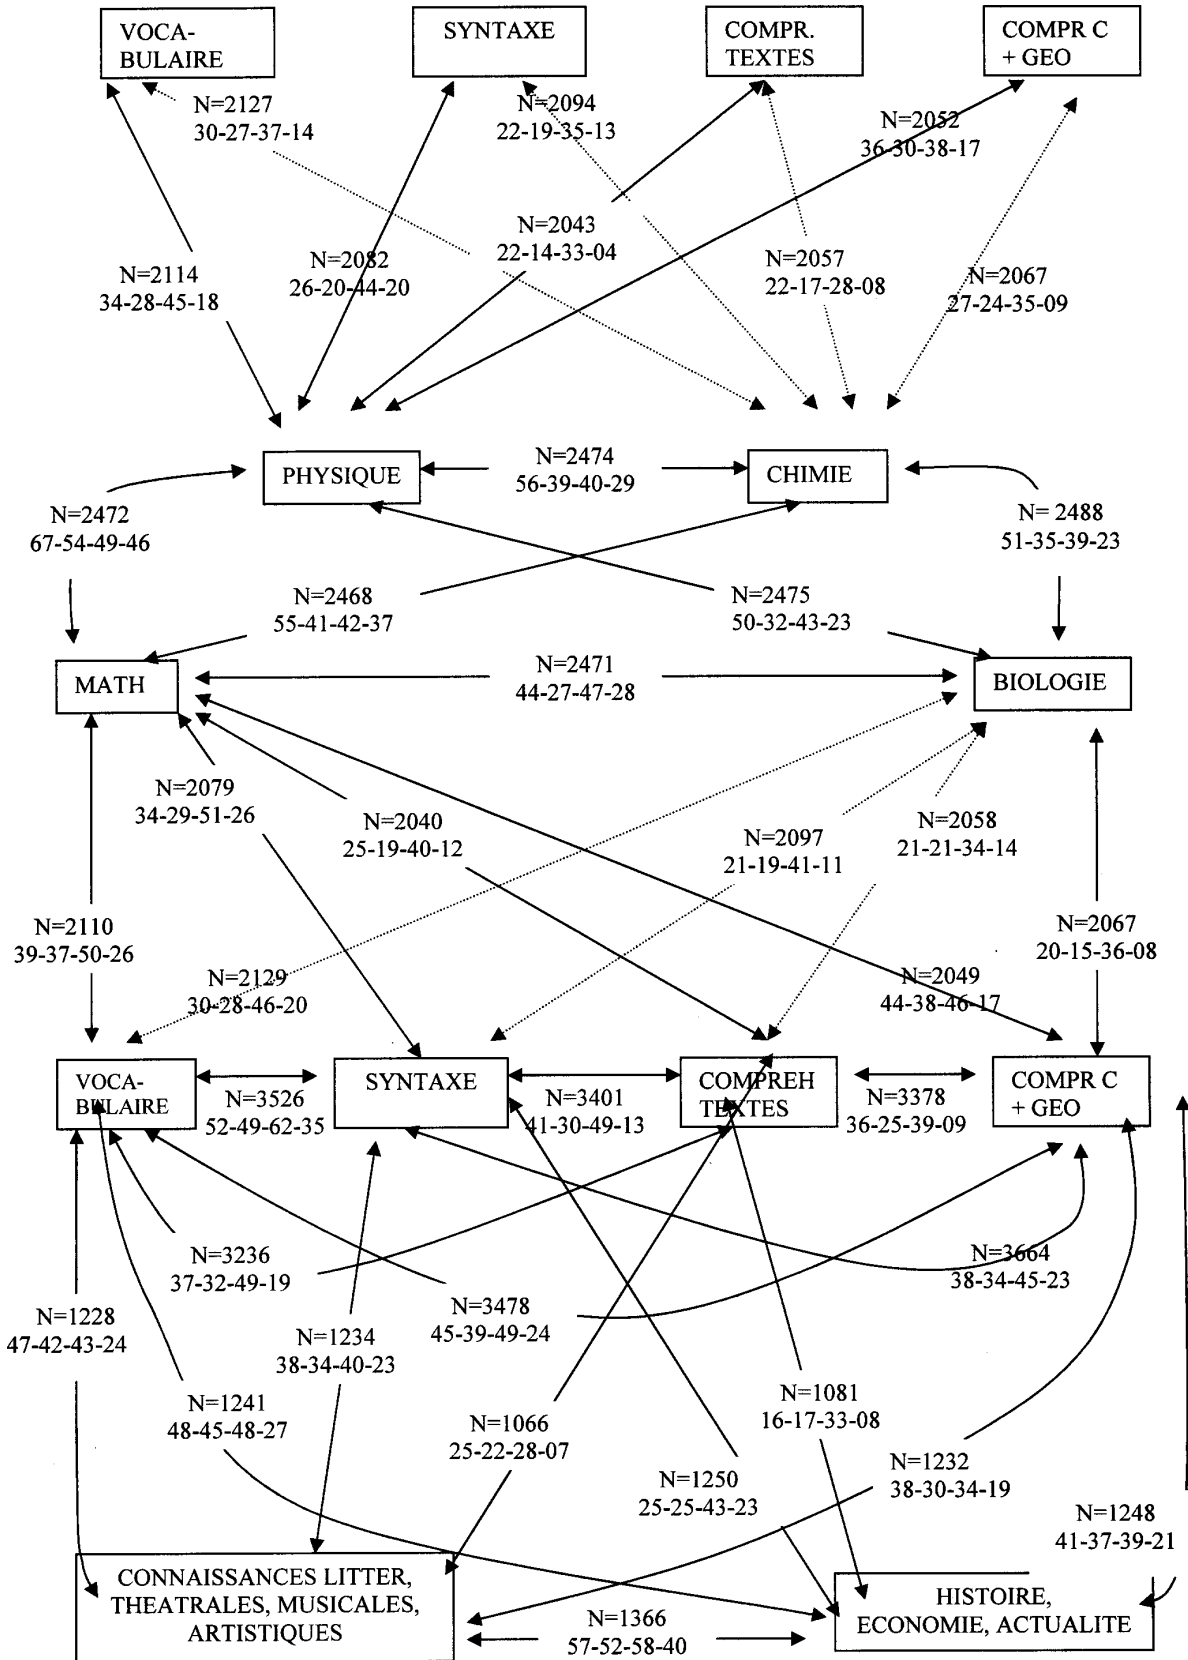 VOCA-
BULAIRE
SYNTAXE
COMPR.
TEXTES
COMPR C
+ GEO
N=2127
30-27-37-14
N=2094
22-19-35-13
N=2052
36-30-38-17
N=2043
22-14-33-04
N=2114
34-28-45-18
N=2082
26-20-44-20
N=2057
22-17-28-08
N=2067
27-24-35-09
PHYSIQUE
N=2474
56-39-40-29
CHIMIE
N=2472
67-54-49-46
N= 2488
51-35-39-23
N=2468
55-41-42-37
N=2475
50-32-43-23
MATH
N=2471
44-27-47-28
BIOLOGIE
N=2079
34-29-51-26
N=2040
25-19-40-12
N=2097
21-19-41-11
N=2058
21-21-34-14
N=2110
39-37-50-26
N=2129
30-28-46-20
N=2049
44-38-46-17
N=2067
20-15-36-08
VOCA-
BULAIRE
N=3526
52-49-62-35
SYNTAXE
N=3401
41-30-49-13
COMPREH
TEXTES
N=3378
36-25-39-09
COMPR C
+ GEO
N=3236
37-32-49-19
N=3664
38-34-45-23
N=1228
47-42-43-24
N=3478
45-39-49-24
N=1234
38-34-40-23
N=1241
48-45-48-27
N=1066
25-22-28-07
N=1081
16-17-33-08
N=1250
25-25-43-23
N=1232
38-30-34-19
N=1248
41-37-39-21
CONNAISSANCES LITTER,
THEATRALES, MUSICALES,
ARTISTIQUES
N=1366
57-52-58-40
HISTOIRE,
ECONOMIE, ACTUALITE